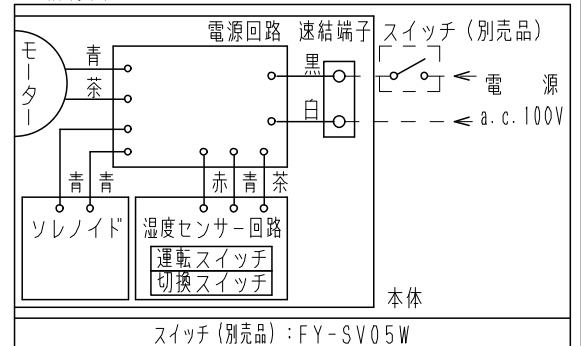 電源回路 速結端子 スイッチ(別売品)
モーター
青
茶
黒
白
電 源
a.c.100V
青 青
赤 青 茶
ソレノイド
湿度センサー回路
運転スイッチ
切換スイッチ
本体
スイッチ(別売品):FY-SV05W